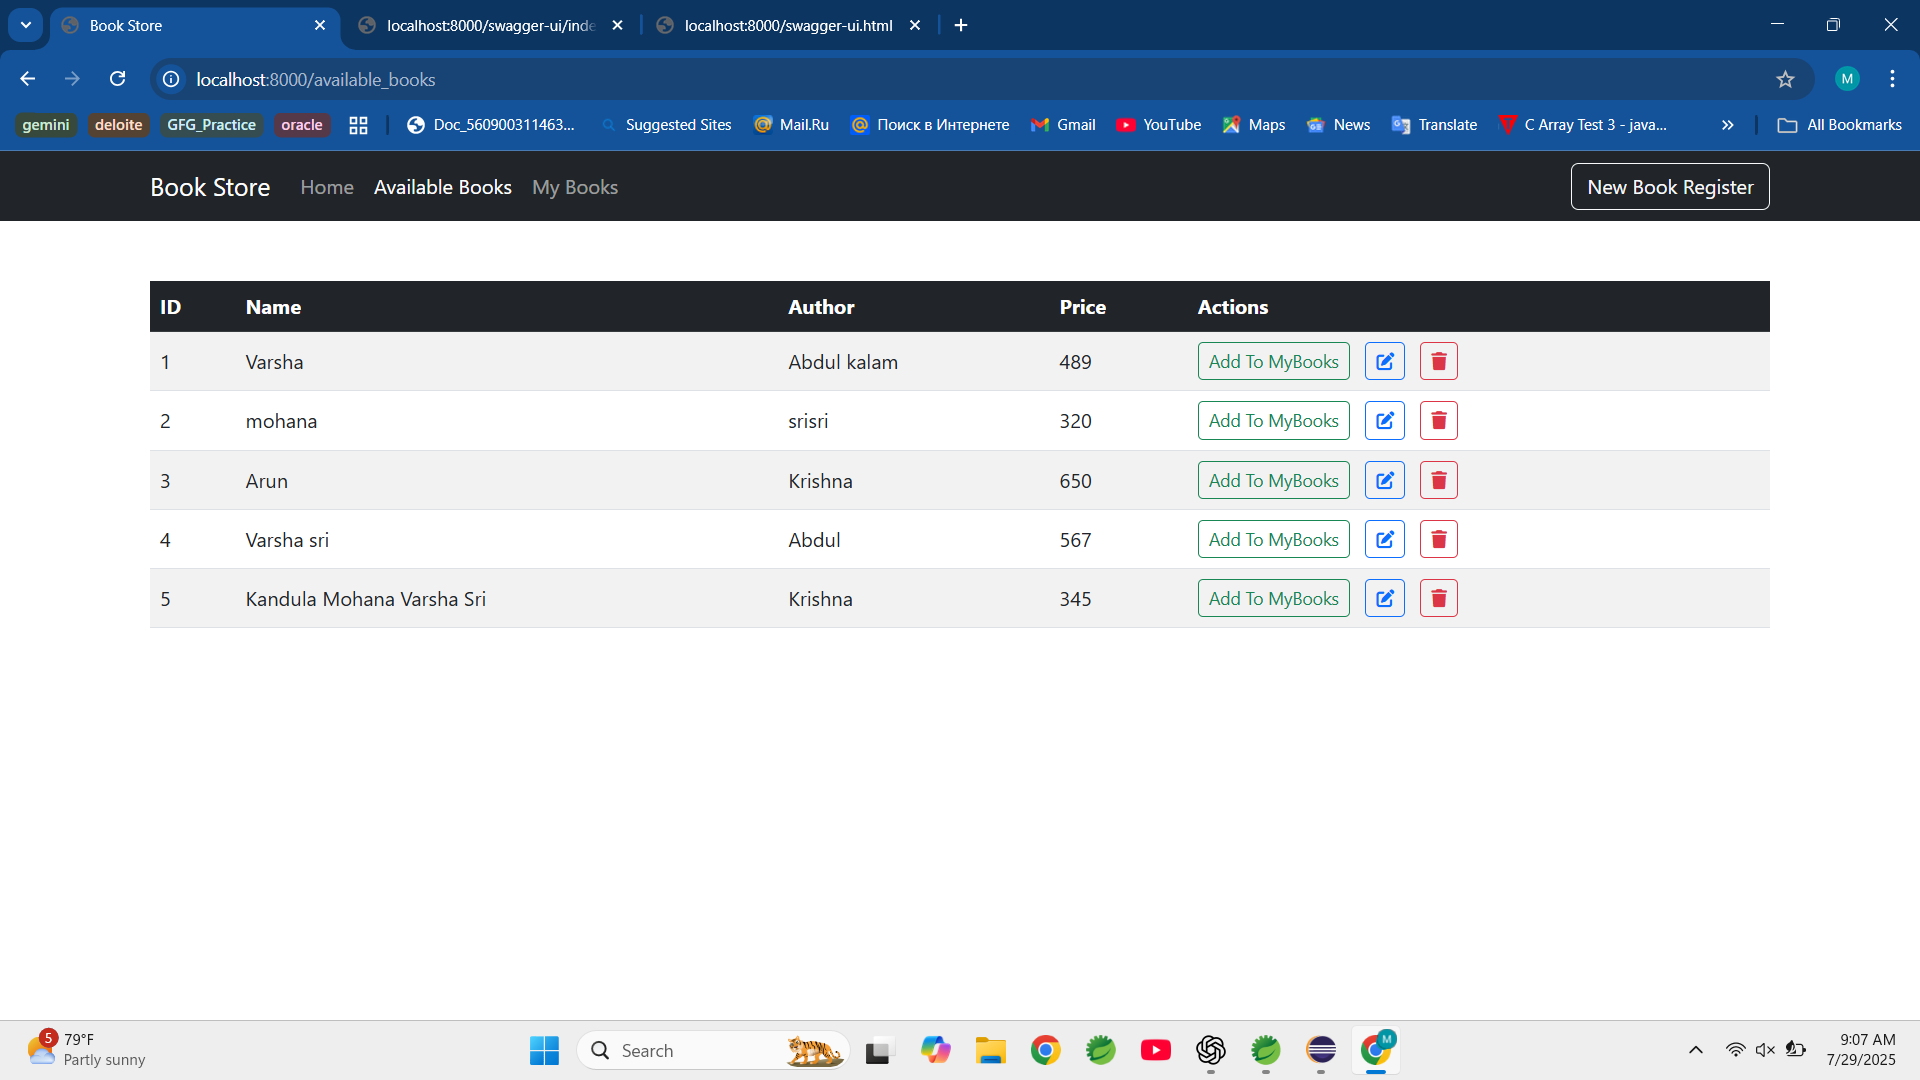 Book Store
localhost:8000/swagger-ui/inde
localhost:8000/swagger-ui.html
localhost:8000/available_books
M
gemini deloite GFG_Practice oracle Doc_560900311463... Suggested Sites Mail.Ru Поиск в Интернете Gmail YouTube Maps News Translate C Array Test 3 - java... » All Bookmarks
Book Store Home Available Books My Books New Book Register
ID Name Author Price Actions
1 Varsha Abdul kalam 489 Add To MyBooks
2 mohana srisri 320 Add To MyBooks
3 Arun Krishna 650 Add To MyBooks
4 Varsha sri Abdul 567 Add To MyBooks
5 Kandula Mohana Varsha Sri Krishna 345 Add To MyBooks
5
79°F
Partly sunny
Search
M
9:07 AM
7/29/2025